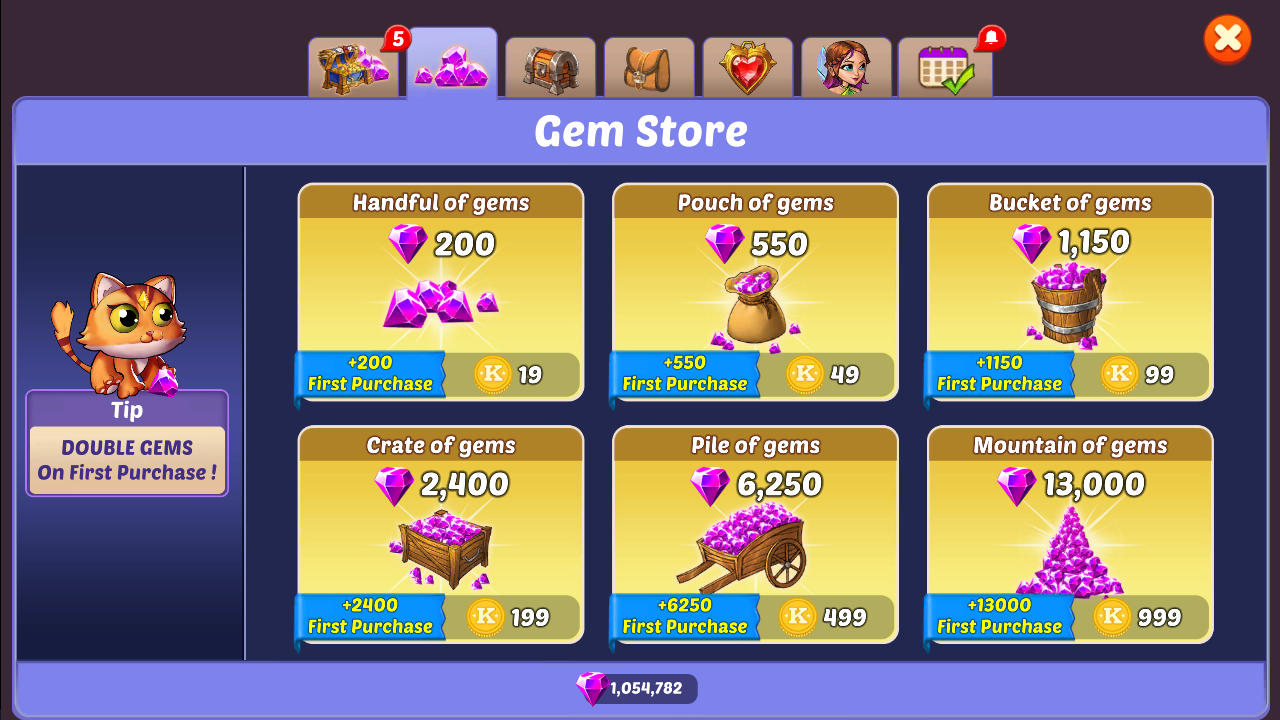 5
Gem Store
Handful of gems
200
+200
First Purchase
K 19
Pouch of gems
550
+550
First Purchase
K 49
Bucket of gems
1,150
+1150
First Purchase
K 99
Tip
DOUBLE GEMS
On First Purchase !
Crate of gems
2,400
+2400
First Purchase
K 199
Pile of gems
6,250
+6250
First Purchase
K 499
Mountain of gems
13,000
+13000
First Purchase
K 999
1,054,782